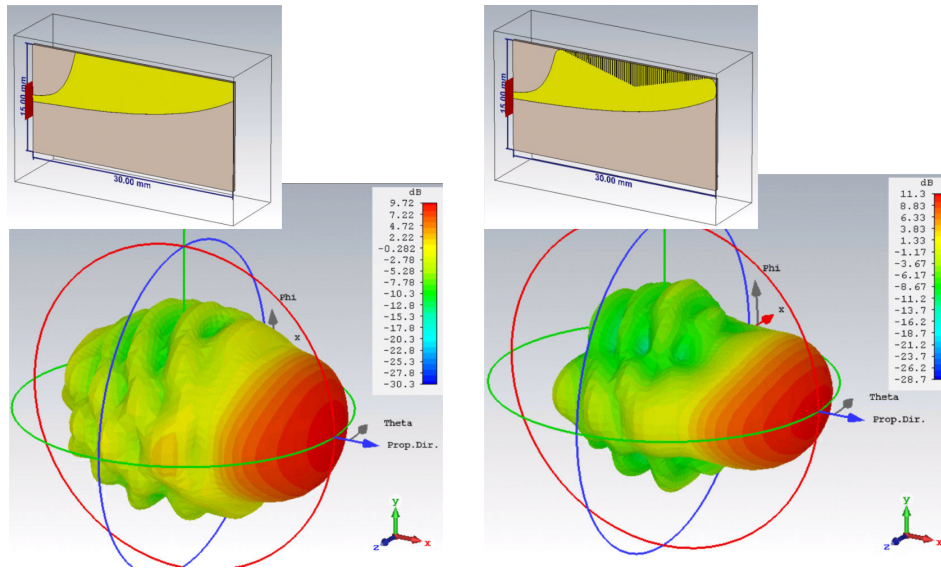 15.00 mm
30.00 mm
dB
9.72
7.22
4.72
2.22
-0.282
-2.78
-5.28
-7.78
-10.3
-12.8
-15.3
-17.8
-20.3
-22.8
-25.3
-27.8
-30.3
Phi
x
Theta
Prop.Dir.
y
z
x
15.00 mm
30.00 mm
dB
11.3
8.83
6.33
3.83
1.33
-1.17
-3.67
-6.17
-8.67
-11.2
-13.7
-16.2
-18.7
-21.2
-23.7
-26.2
-28.7
Phi
x
Theta
Prop.Dir.
y
z
x